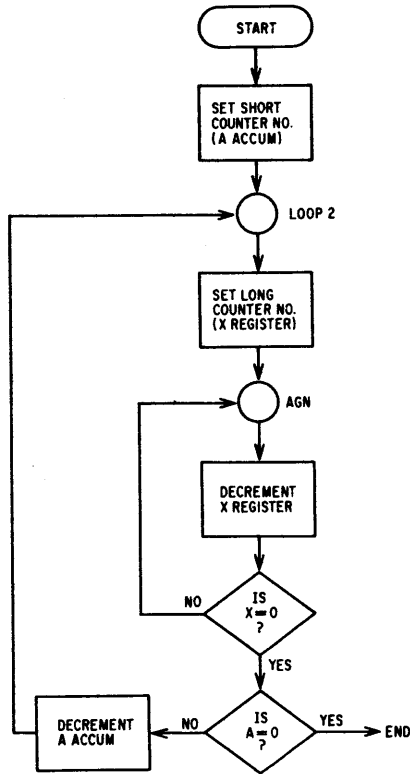 START
SET SHORT
COUNTER NO.
(A ACCUM)
LOOP 2
SET LONG
COUNTER NO.
(X REGISTER)
AGN
DECREMENT
X REGISTER
IS
X=0
?
NO
YES
IS
A=0
?
NO
YES
END
DECREMENT
A ACCUM